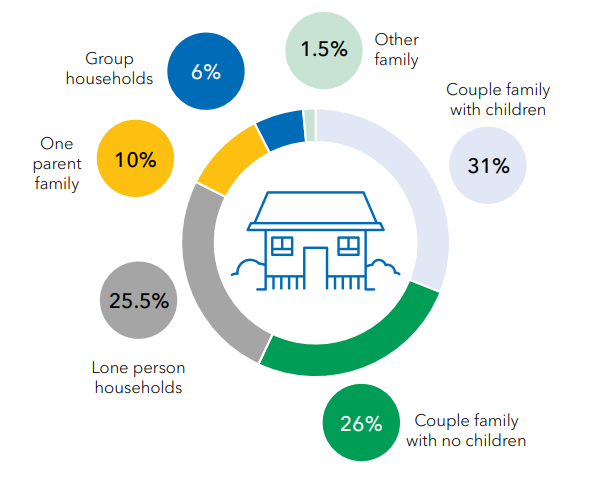 Other
family
1.5%
Group
households
6%
Couple family
with children
31%
One
parent
family
10%
25.5%
Lone person
households
26%
Couple family
with no children